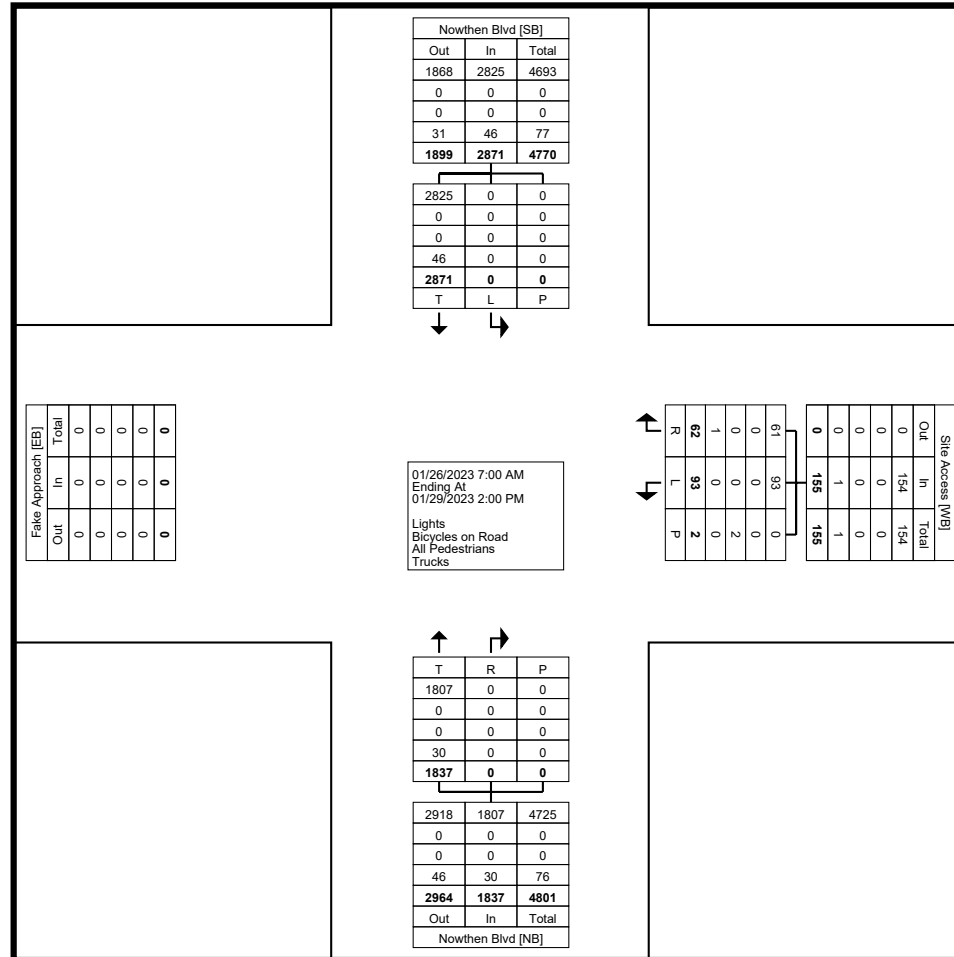 Nowthen Blvd [SB]
Out In Total
1868 2825 4693
0 0 0
0 0 0
31 46 77
1899 2871 4770
2825 0 0
0 0 0
0 0 0
46 0 0
2871 0 0
T L P
Fake Approach [EB]
Out In Total
0 0 0
0 0 0
0 0 0
0 0 0
0 0 0
01/26/2023 7:00 AM
Ending At
01/29/2023 2:00 PM
Lights
Bicycles on Road
All Pedestrians
Trucks
Site Access [WB]
Out In Total
0 154 154
0 0 0
0 0 0
0 1 1
0 155 155
61 93 0
0 0 0
0 0 2
1 0 0
62 93 2
R L P
T R P
1807 0 0
0 0 0
0 0 0
30 0 0
1837 0 0
2918 1807 4725
0 0 0
0 0 0
46 30 76
2964 1837 4801
Out In Total
Nowthen Blvd [NB]